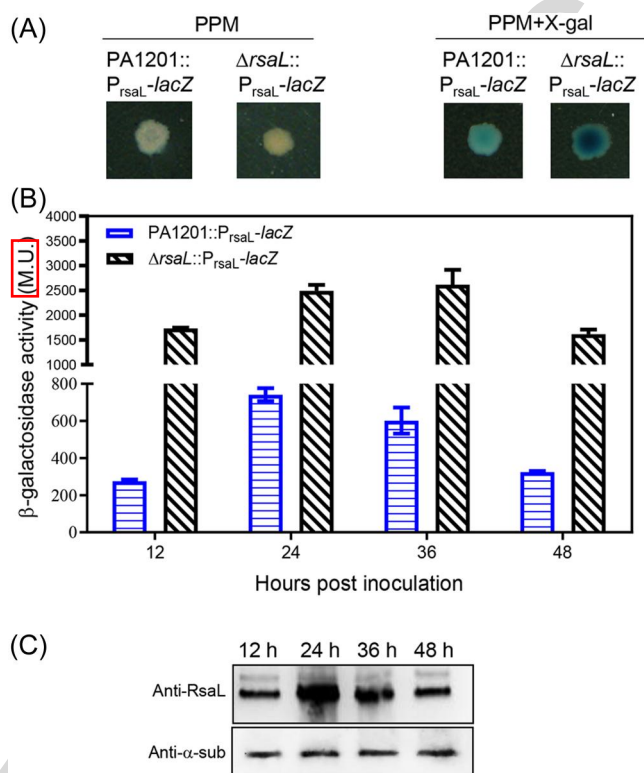 (A)
PPM
PPM+X-gal
PA1201::
PrsaL-lacZ
ΔrsaL::
PrsaL-lacZ
PA1201::
PrsaL-lacZ
ΔrsaL::
PrsaL-lacZ
(B)
β-galactosidase activity (M.U.)
4000
3500
3000
2500
2000
1500
1000
800
600
400
200
0
PA1201::PrsaL-lacZ
ΔrsaL::PrsaL-lacZ
12
24
36
48
Hours post inoculation
(C)
12 h 24 h 36 h 48 h
Anti-RsaL
Anti-α-sub